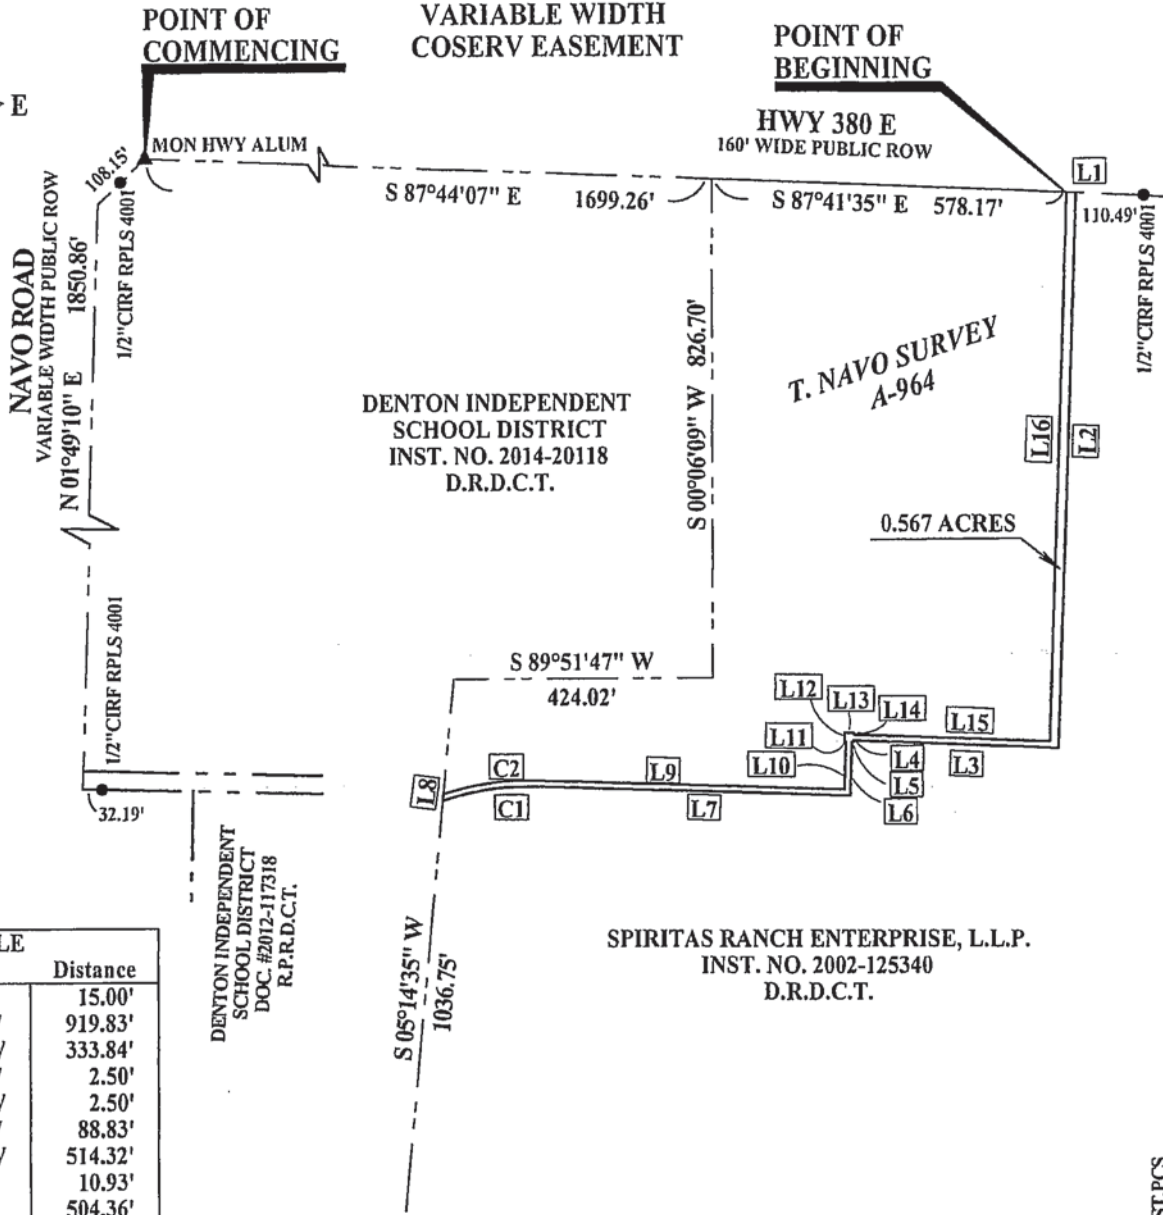 POINT OF
COMMENCING
VARIABLE WIDTH
COSERV EASEMENT
POINT OF
BEGINNING
E
HWY 380 E
160' WIDE PUBLIC ROW
MON HWY ALUM
108.15'
L1
S 87°44'07" E 1699.26'
S 87°41'35" E 578.17'
110.49'
1/2"CIRF RPLS 4001
NAVO ROAD
VARIABLE WIDTH PUBLIC ROW
N 01°49'10" E 1850.86'
1/2"CIRF RPLS 4001
T. NAVO SURVEY
A-964
S 00°06'09" W 826.70'
DENTON INDEPENDENT
SCHOOL DISTRICT
INST. NO. 2014-20118
D.R.D.C.T.
L16
L2
0.567 ACRES
1/2"CIRF RPLS 4001
S 89°51'47" W
424.02'
L12
L13
L14
L15
L11
L4
L3
L10
L5
L6
C2
L9
L8
C1
L7
32.19'
DENTON INDEPENDENT
SCHOOL DISTRICT
DOC. #2012-117318
R.P.R.D.C.T.
S 05°14'35" W
1036.75'
SPIRITAS RANCH ENTERPRISE, L.L.P.
INST. NO. 2002-125340
D.R.D.C.T.
LE
Distance
15.00'
919.83'
333.84'
2.50'
2.50'
88.83'
514.32'
10.93'
504.36'
ST PCS